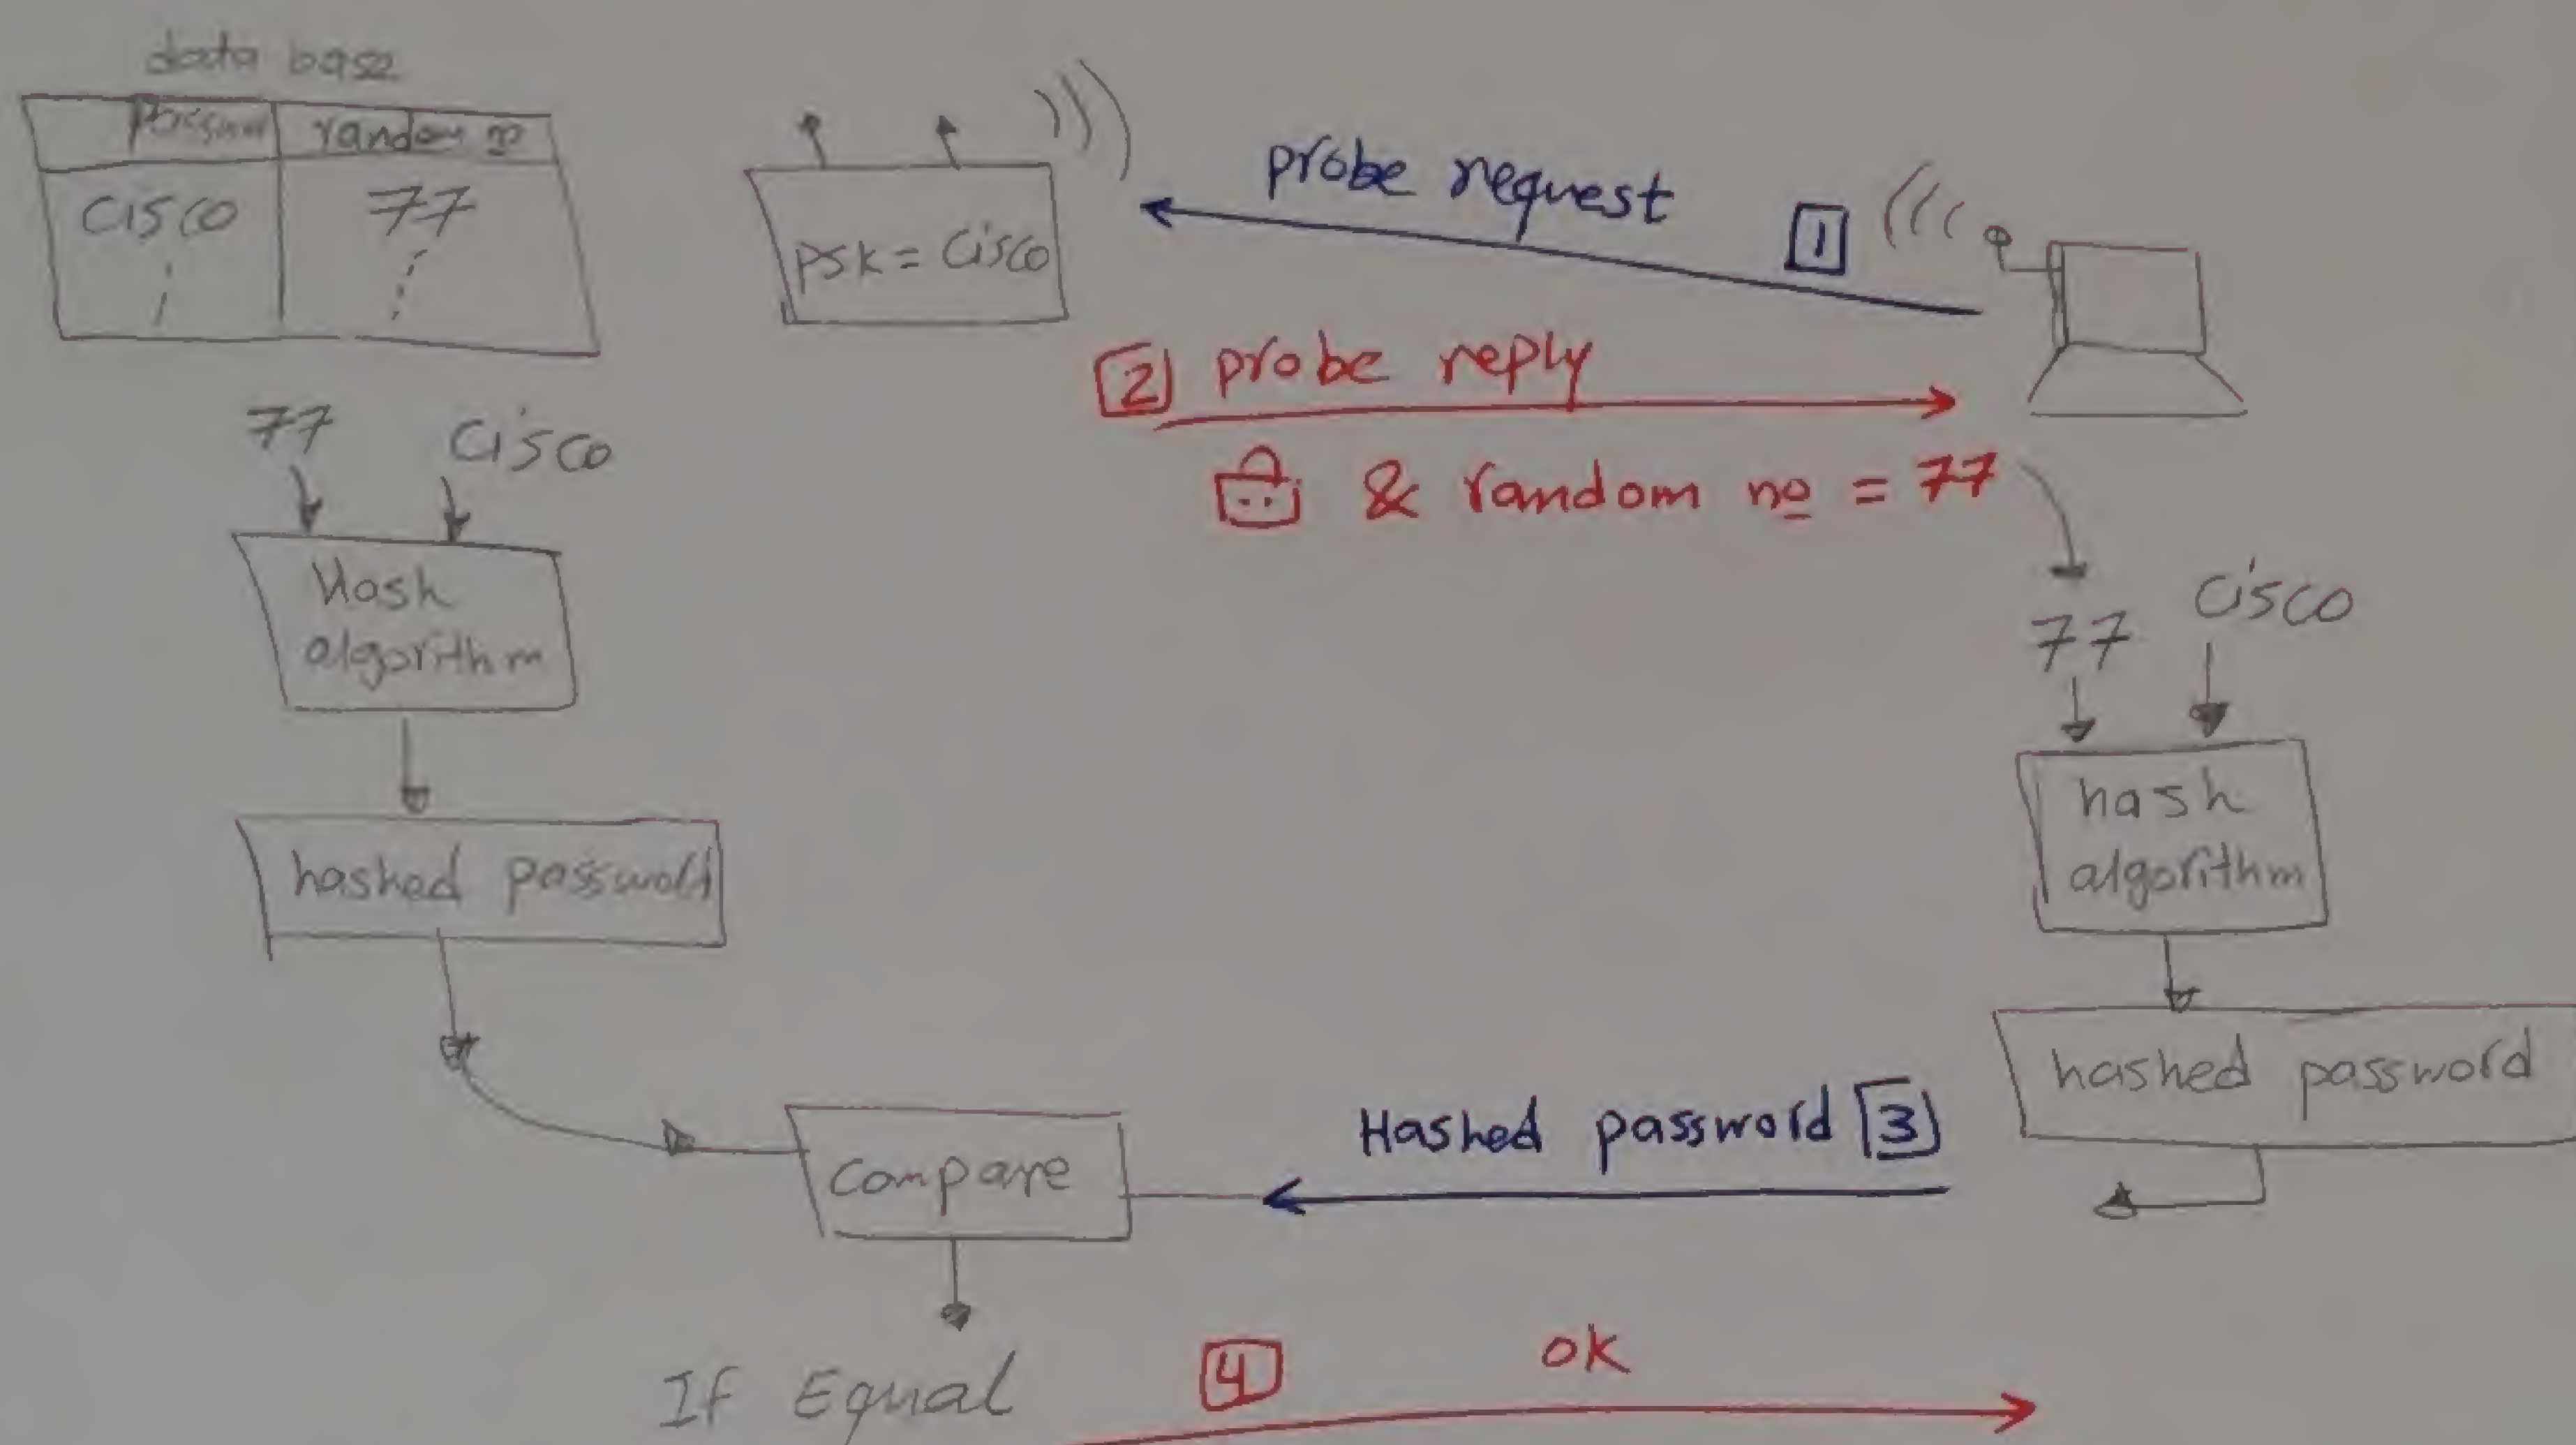 data base
random no
cisco 77
PSK = Cisco
probe request
1
2 probe reply
& random no = 77
77 Cisco
Hash
algorithm
hashed password
77 Cisco
hash
algorithm
hashed password
Hashed password 3
Compare
If Equal
4 ok